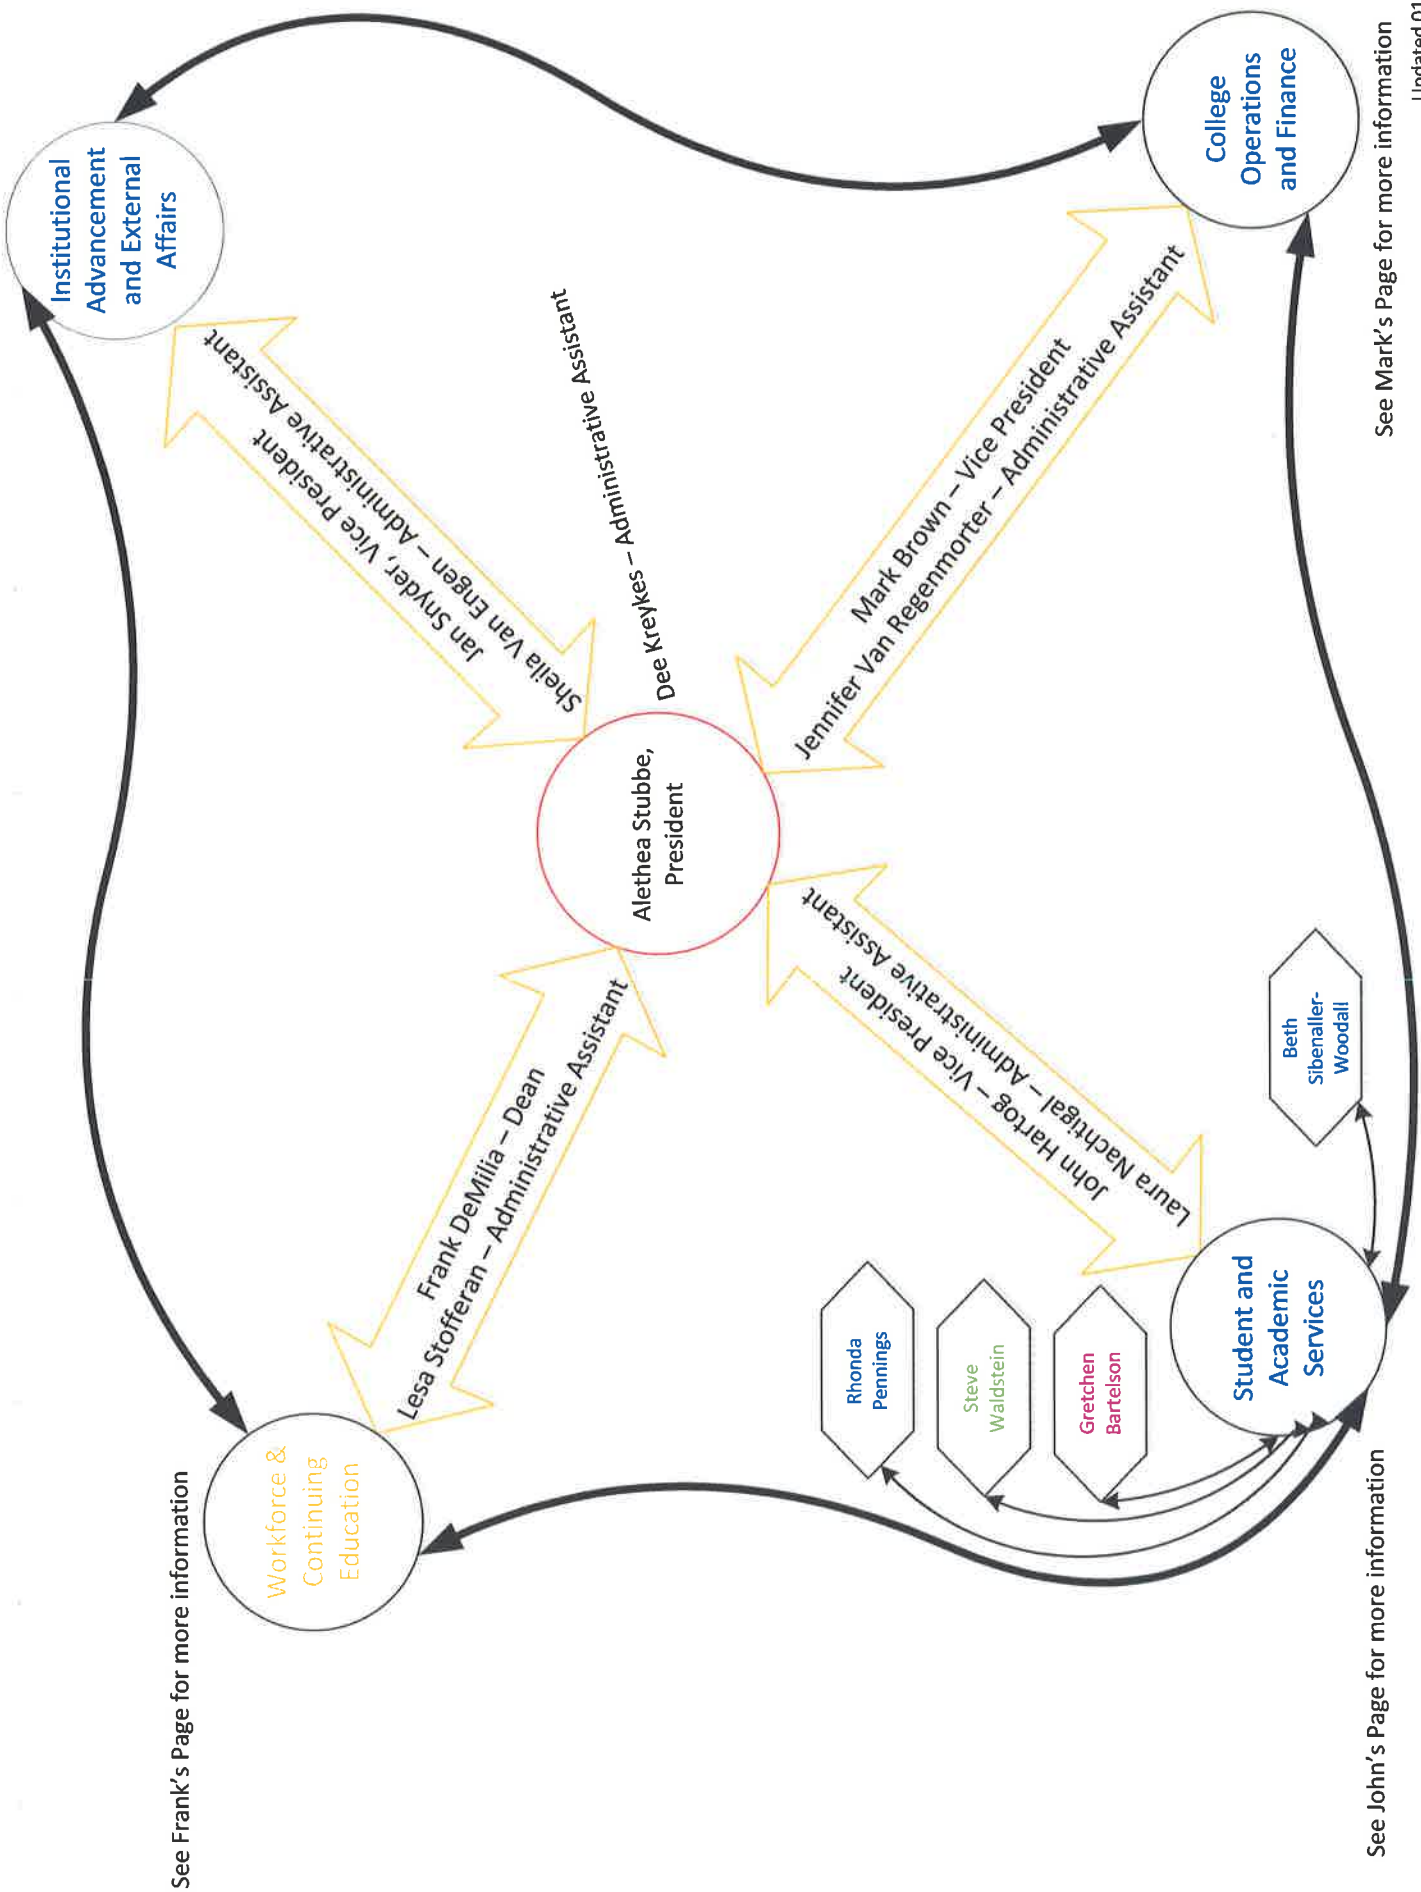 See Frank's Page for more information
Workforce &
Continuing
Education
Institutional
Advancement
and External
Affairs
Frank DeMilia – Dean
Lesa Stofferan – Administrative Assistant
Jan Snyder, Vice President
Sheila Van Engen – Administrative Assistant
Alethea Stubbe,
President
Dee Kreykes – Administrative Assistant
John Hartog – Vice President
Laura Nachtigal – Administrative Assistant
Mark Brown – Vice President
Jennifer Van Regenmorter – Administrative Assistant
Rhonda
Pennings
Steve
Waldstein
Gretchen
Bartelson
Student and
Academic
Services
Beth
Sibenaller-
Woodall
College
Operations
and Finance
See John's Page for more information
See Mark's Page for more information
Updated